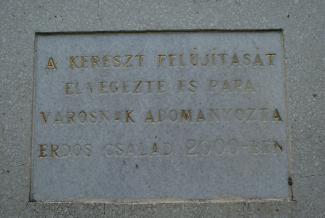 A KERESZT FELÚJÍTÁSÁT
ELVÉGEZTE ÉS PÁPA
VÁROSNAK ADOMÁNYOZTA
ERDŐS CSALÁD 2000-BEN